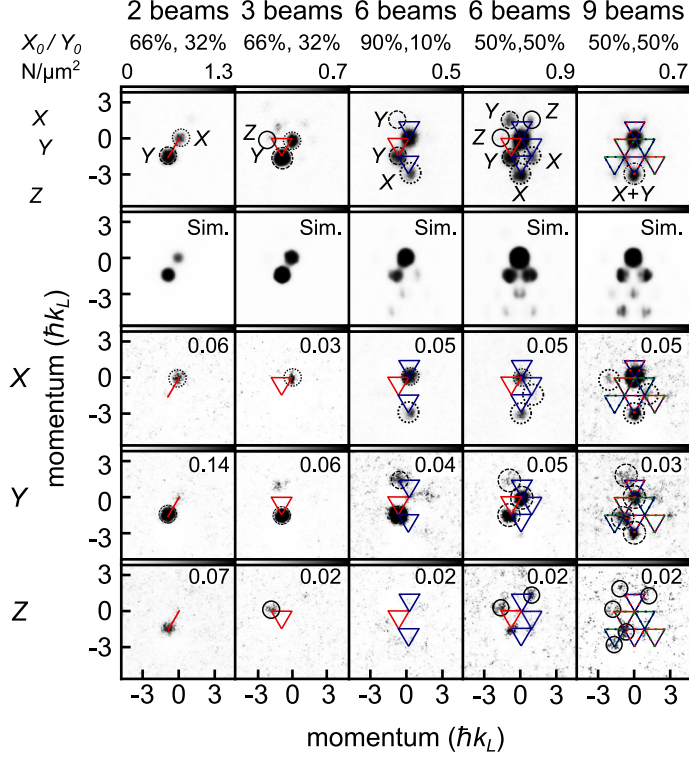 2 beams 3 beams 6 beams 6 beams 9 beams
X₀ / Y₀ 66%, 32% 66%, 32% 90%,10% 50%,50% 50%,50%
N/μm² 0 1.3 0.7 0.5 0.9 0.7
X
Y
Z
3
0
-3
Y X
Z Y
Y Y X
Y Z Z Y X X
X+Y
3
0
-3
Sim. Sim. Sim. Sim. Sim.
momentum (ħk_L)
X
3
0
-3
0.06 0.03 0.05 0.05 0.05
Y
3
0
-3
0.14 0.06 0.04 0.05 0.03
Z
3
0
-3
0.07 0.02 0.02 0.02 0.02
-3 0 3 -3 0 3 -3 0 3 -3 0 3 -3 0 3
momentum (ħk_L)